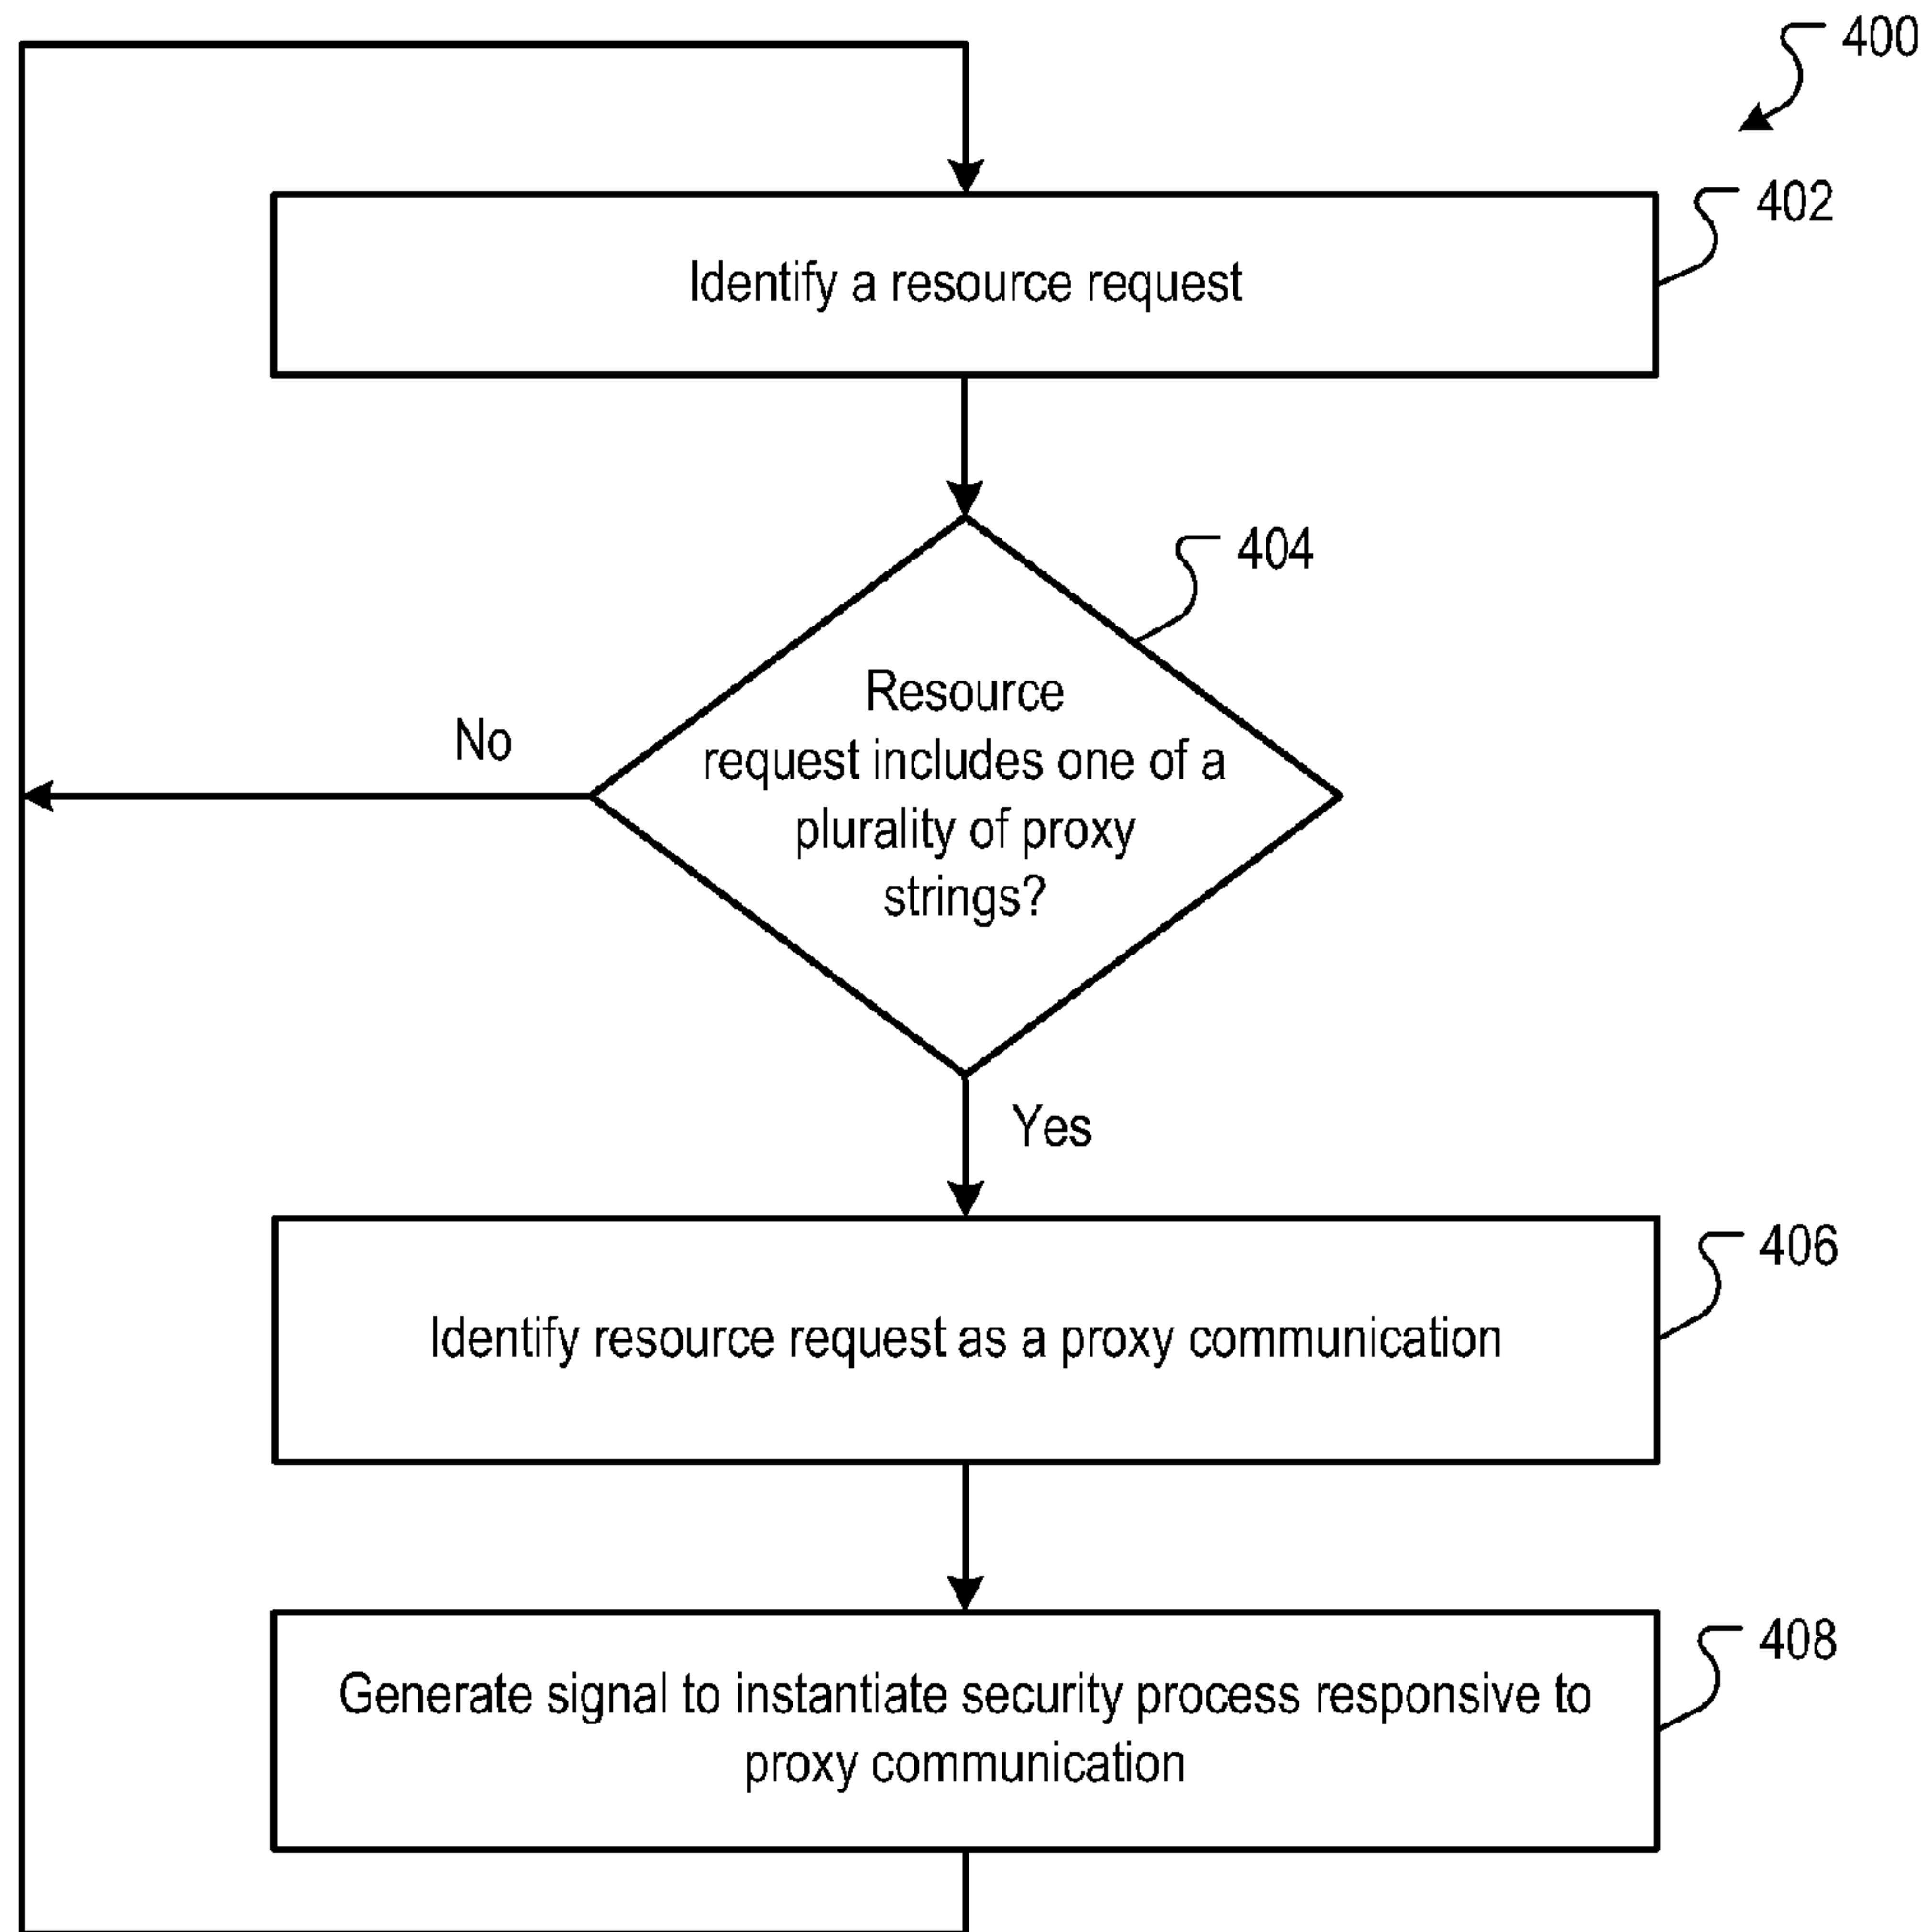 400
402
Identify a resource request
404
Resource
request includes one of a
plurality of proxy
strings?
No
Yes
406
Identify resource request as a proxy communication
408
Generate signal to instantiate security process responsive to
proxy communication